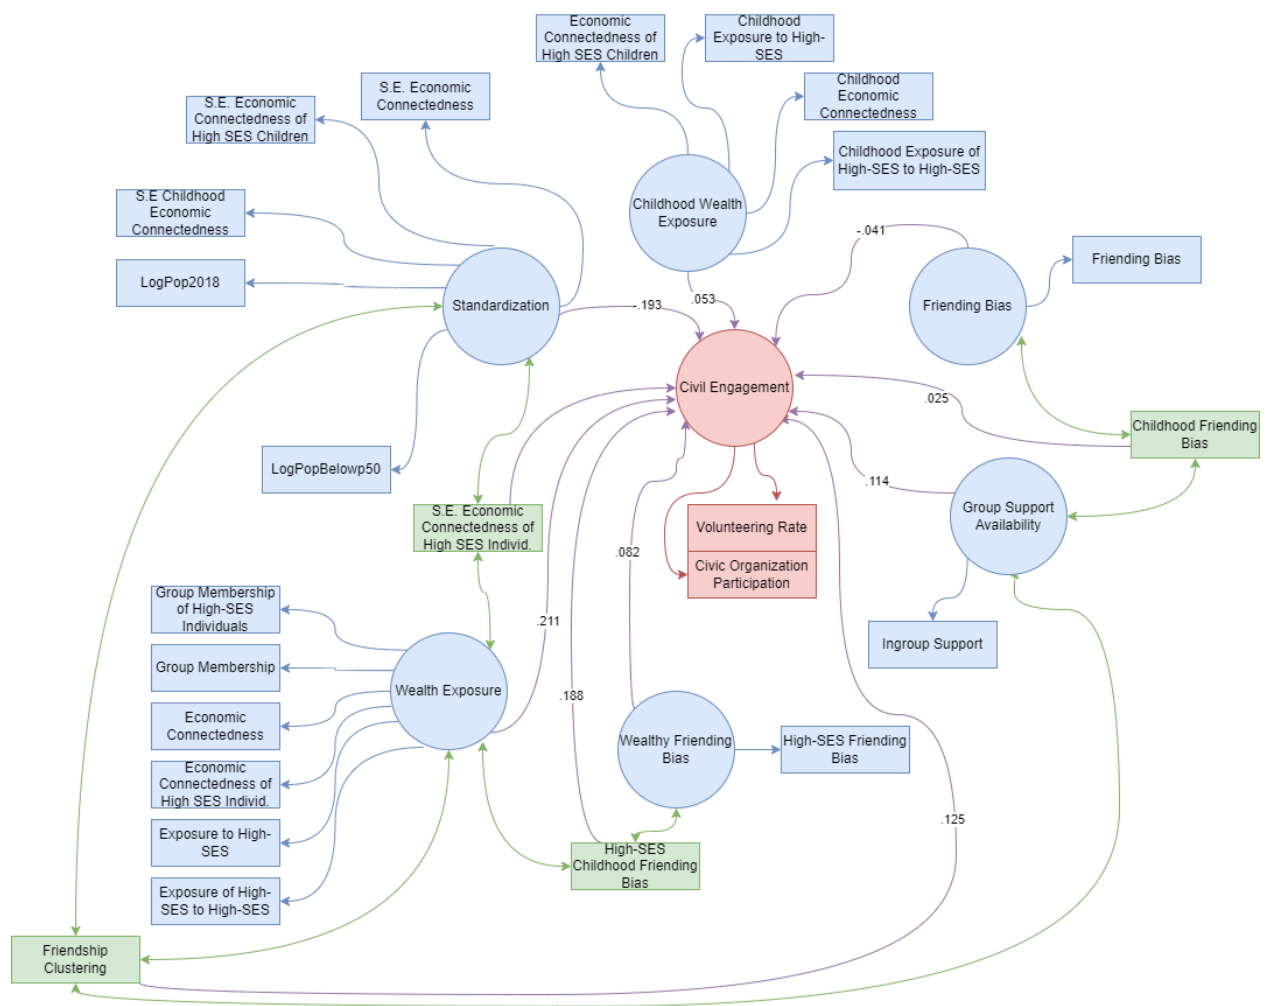 Economic
Connectedness of
High SES Children
Childhood
Exposure to High-
SES
S.E. Economic
Connectedness
Childhood
Economic
Connectedness
S.E. Economic
Connectedness of
High SES Children
Childhood Exposure of
High-SES to High-SES
S.E Childhood
Economic
Connectedness
Childhood Wealth
Exposure
-.041
Friending Bias
LogPop2018
Standardization
-.193
.053
Friending Bias
Civil Engagement
.025
Childhood Friending
Bias
LogPopBelowp50
.114
Group Support
Availability
S.E. Economic
Connectedness of
High SES Individ.
Volunteering Rate
.082
Civic Organization
Participation
Group Membership
of High-SES
Individuals
.211
Ingroup Support
Group Membership
Wealth Exposure
.188
Economic
Connectedness
Wealthy Friending
Bias
High-SES Friending
Bias
Economic
Connectedness of
High SES Individ.
.125
Exposure to High-
SES
High-SES
Childhood Friending
Bias
Exposure of High-
SES to High-SES
Friendship
Clustering